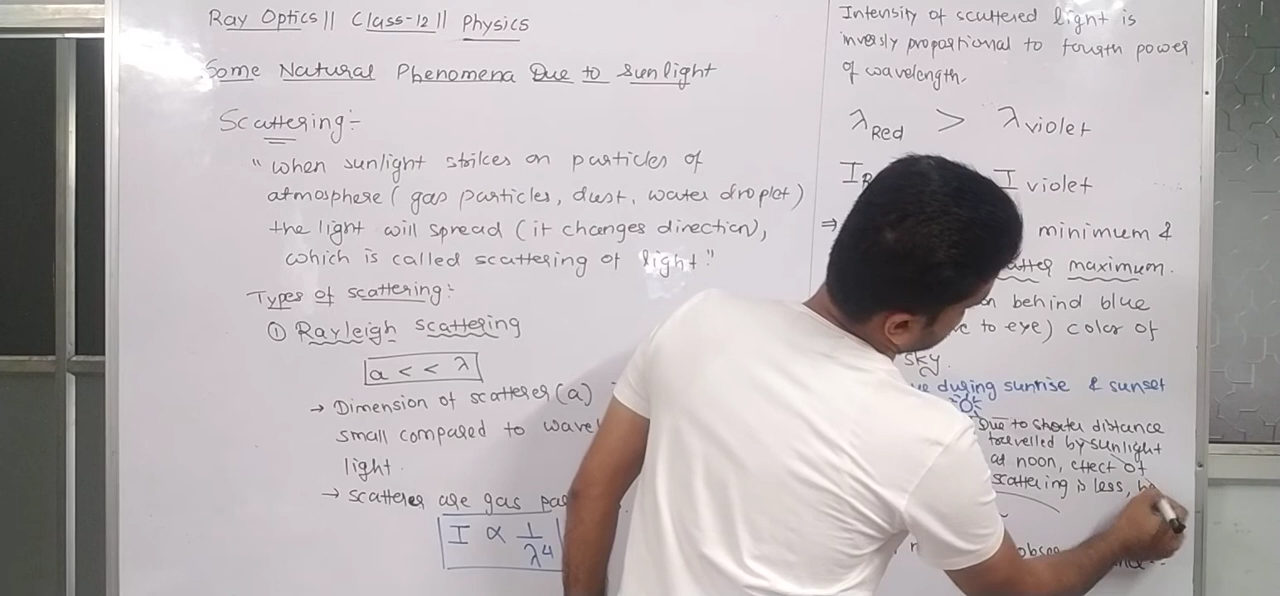 Ray Optics || Class-12 || Physics
Some Natural Phenomena Due to Sunlight
Scattering:-
"when sunlight strikes on particles of
atmosphere ( gas particles, dust, water droplet)
the light will spread (it changes direction),
which is called scattering of light."
Types of scattering:-
① Rayleigh scattering
a < < λ
→ Dimension of scatterer (a)
small compared to
light.
→ scatterer are gas
I ∝ 1/λ⁴
Intensity of scattered light is
inversly proportional to fourth power
of wavelength.
λ Red > λ violet
I violet
⇒ minimum &
maximum.
behind blue
to eye) color of
sky.
during sunrise & sunset
Due to shorter distance
travelled by sunlight
at noon, effect of
scattering is less,